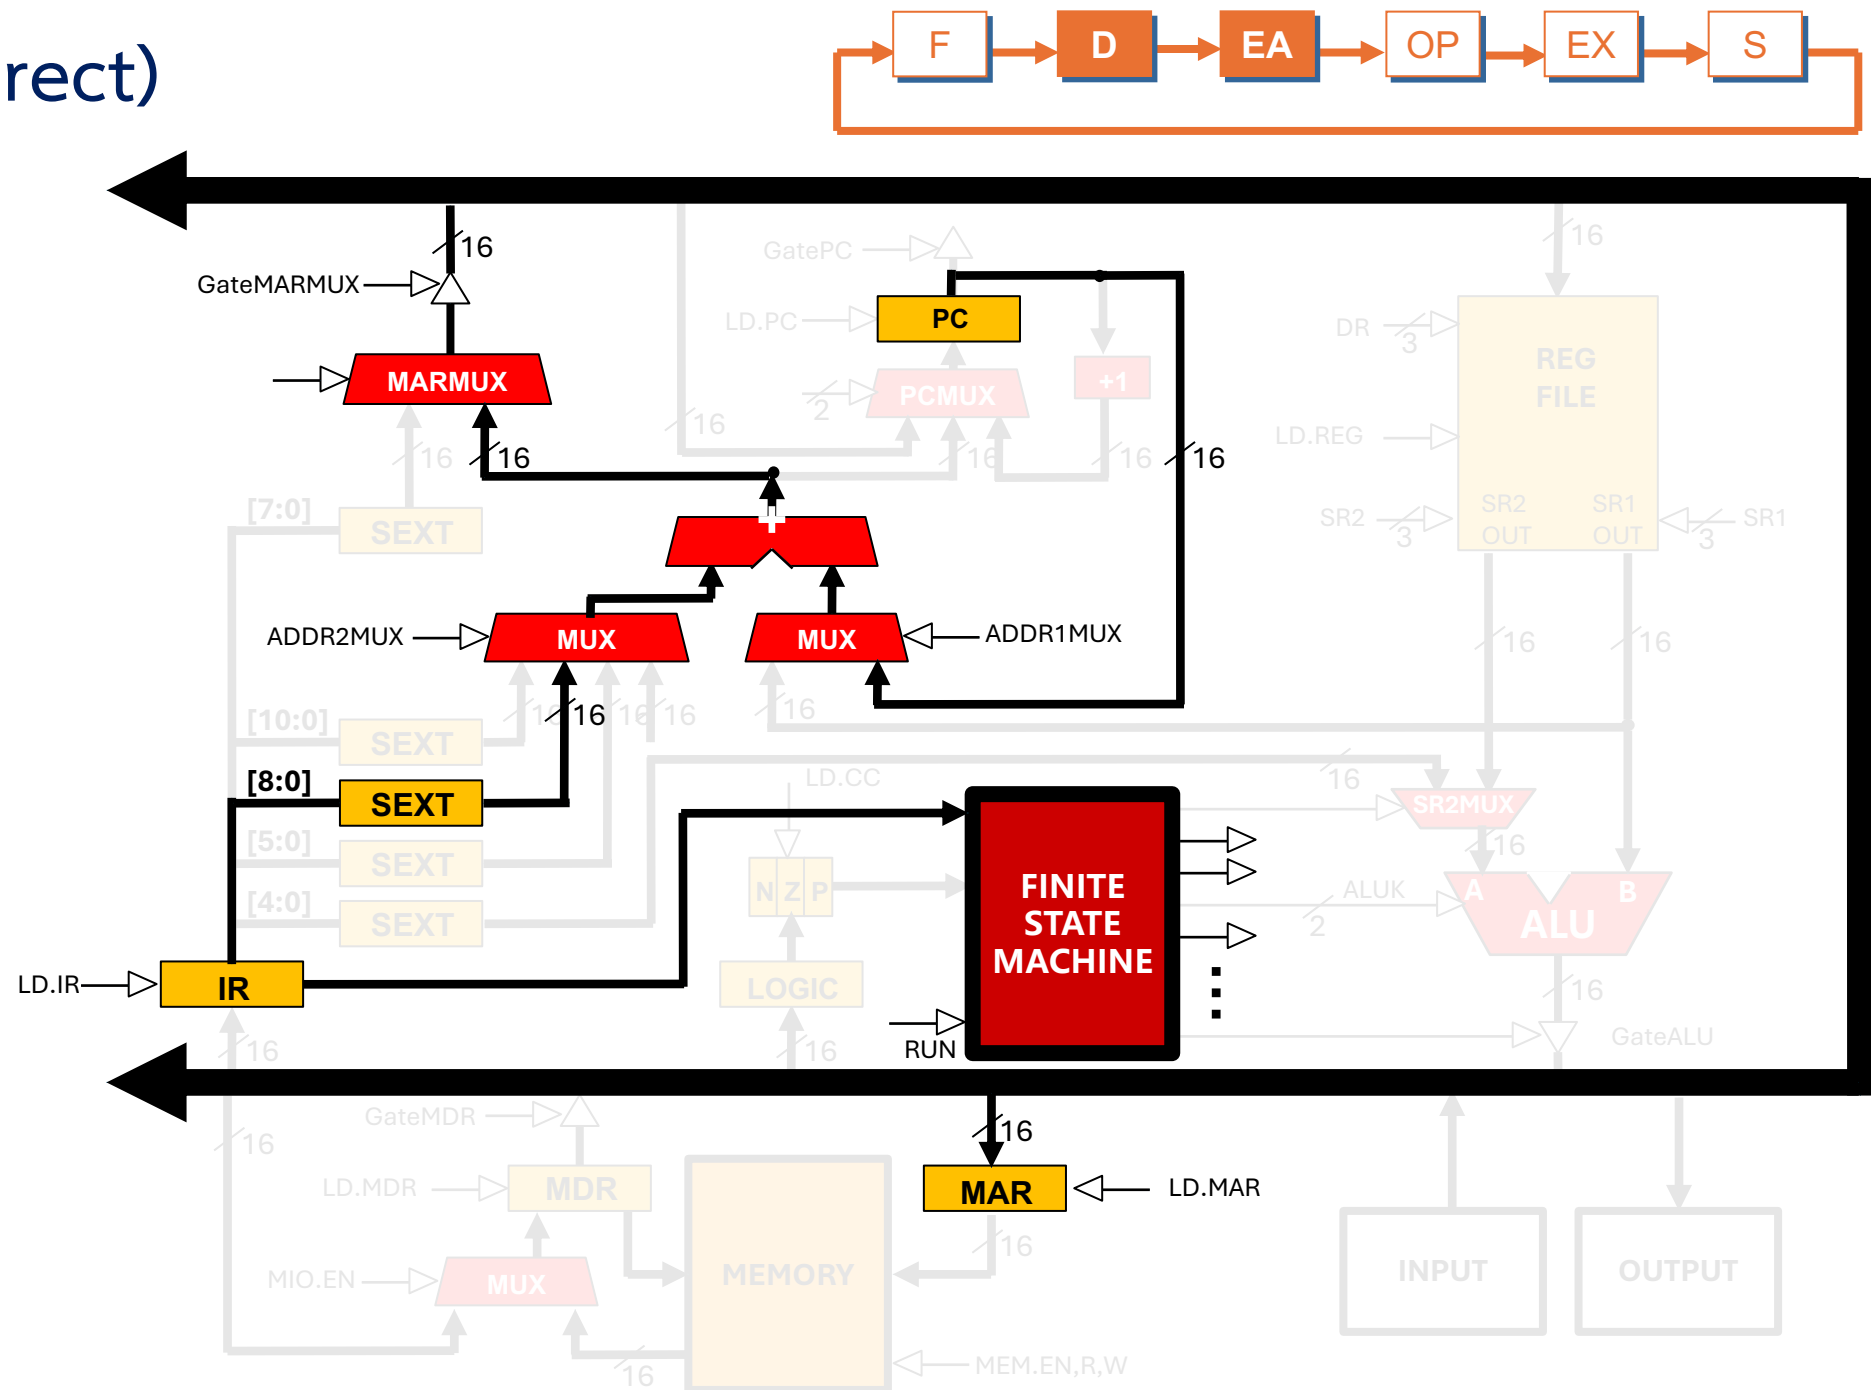 rect)
F
D
EA
OP
EX
S
16
GateMARMUX
MARMUX
16
16
[7:0]
SEXT
GatePC
LD.PC
PC
PCMUX
2
+1
16
16
16
16
16
DR
3
REG
FILE
LD.REG
SR2
3
SR2
OUT
SR1
OUT
3
SR1
+
ADDR2MUX
MUX
MUX
ADDR1MUX
16
16
16
16
16
16
16
[10:0]
SEXT
[8:0]
SEXT
[5:0]
SEXT
[4:0]
SEXT
LD.CC
N Z P
LOGIC
16
FINITE
STATE
MACHINE
RUN
16
SR2MUX
16
ALUK
2
A
B
ALU
16
GateALU
LD.IR
IR
16
GateMDR
16
LD.MDR
MDR
MIO.EN
MUX
16
MEMORY
16
MAR
LD.MAR
16
MEM.EN,R,W
INPUT
OUTPUT